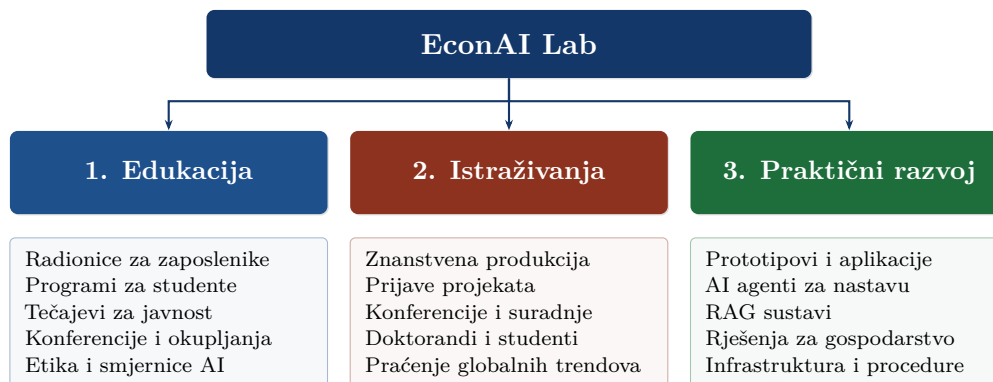 EconAI Lab
1. Edukacija
2. Istraživanja
3. Praktični razvoj
Radionice za zaposlenike
Programi za studente
Tečajevi za javnost
Konferencije i okupljanja
Etika i smjernice AI
Znanstvena produkcija
Prijave projekata
Konferencije i suradnje
Doktorandi i studenti
Praćenje globalnih trendova
Prototipovi i aplikacije
AI agenti za nastavu
RAG sustavi
Rješenja za gospodarstvo
Infrastruktura i procedure